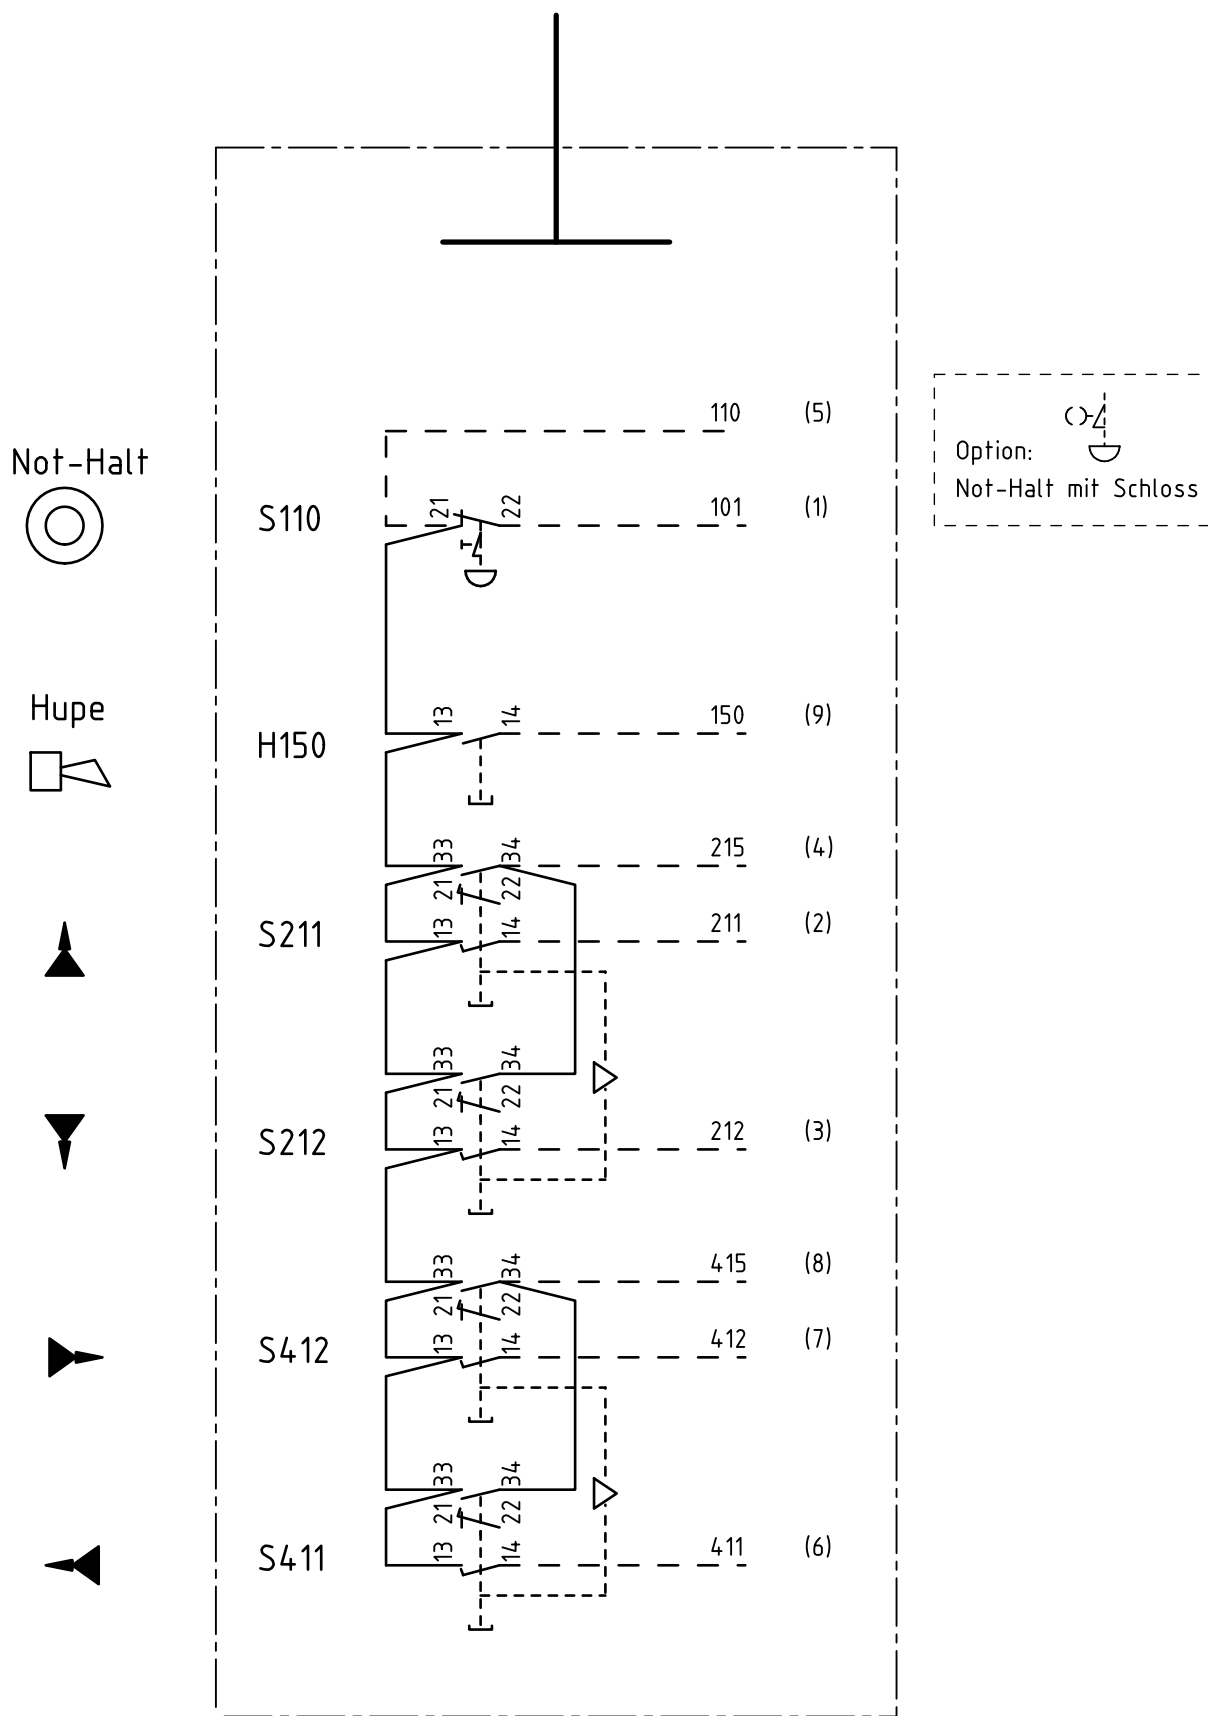 110 (5)
Not-Halt
Option:
Not-Halt mit Schloss
S110 21 22 101 (1)
Hupe
H150 13 14 150 (9)
33 34 215 (4)
21 22
S211 13 14 211 (2)
33 34
21 22
S212 13 14 212 (3)
33 34 415 (8)
21 22
S412 13 14 412 (7)
33 34
21 22
S411 13 14 411 (6)